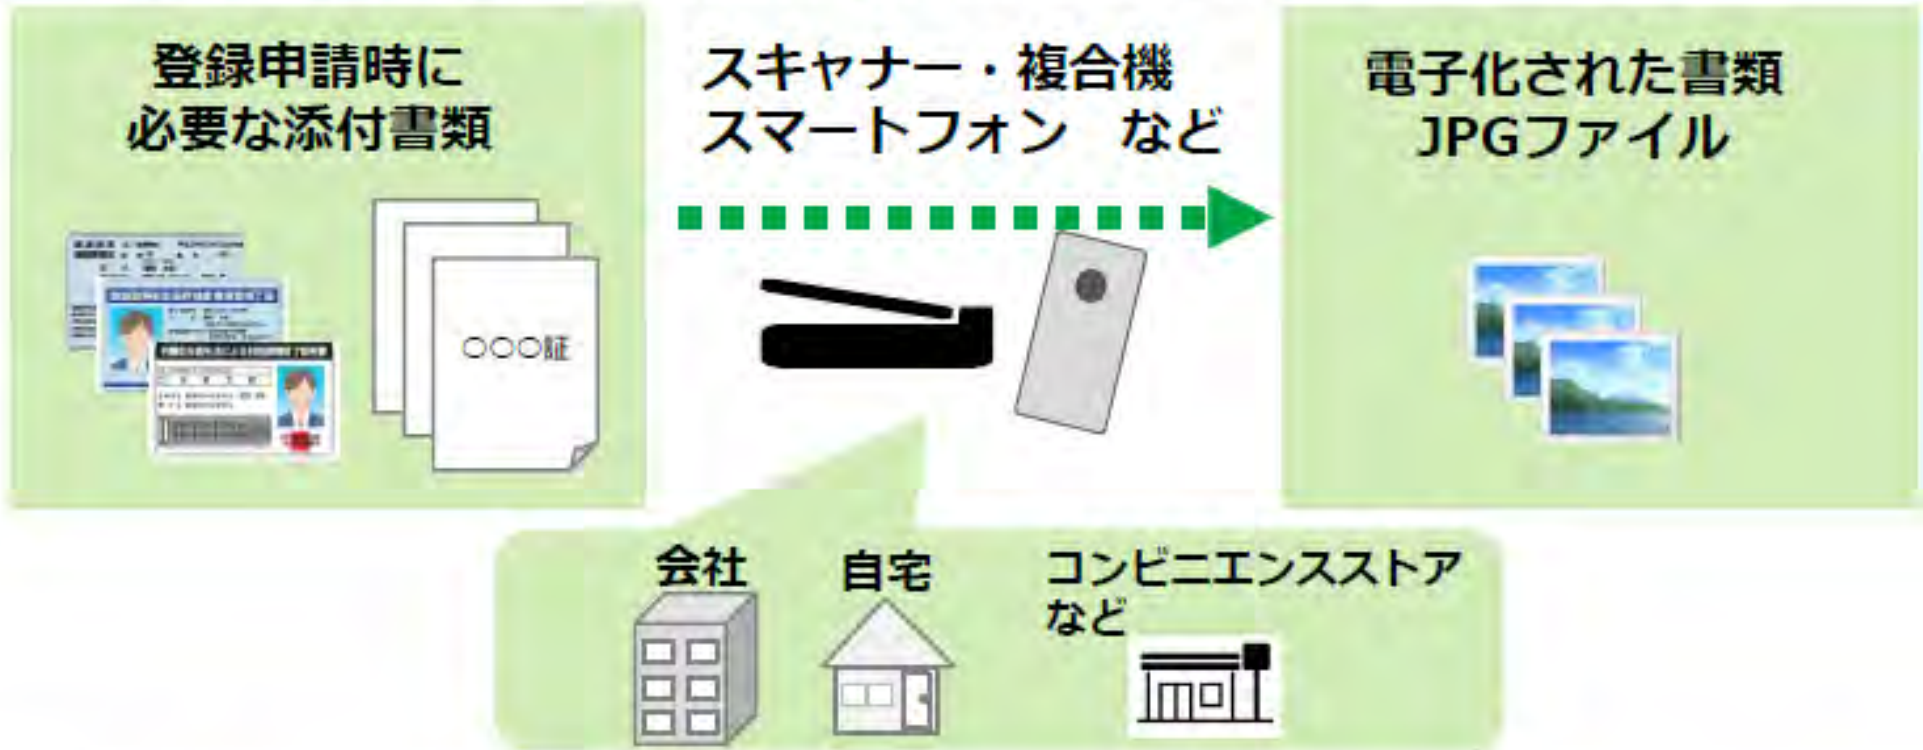 登録申請時に
必要な添付書類
スキャナー・複合機
スマートフォン　など
電子化された書類
JPGファイル
○○○証
会社
自宅
コンビニエンスストア
など